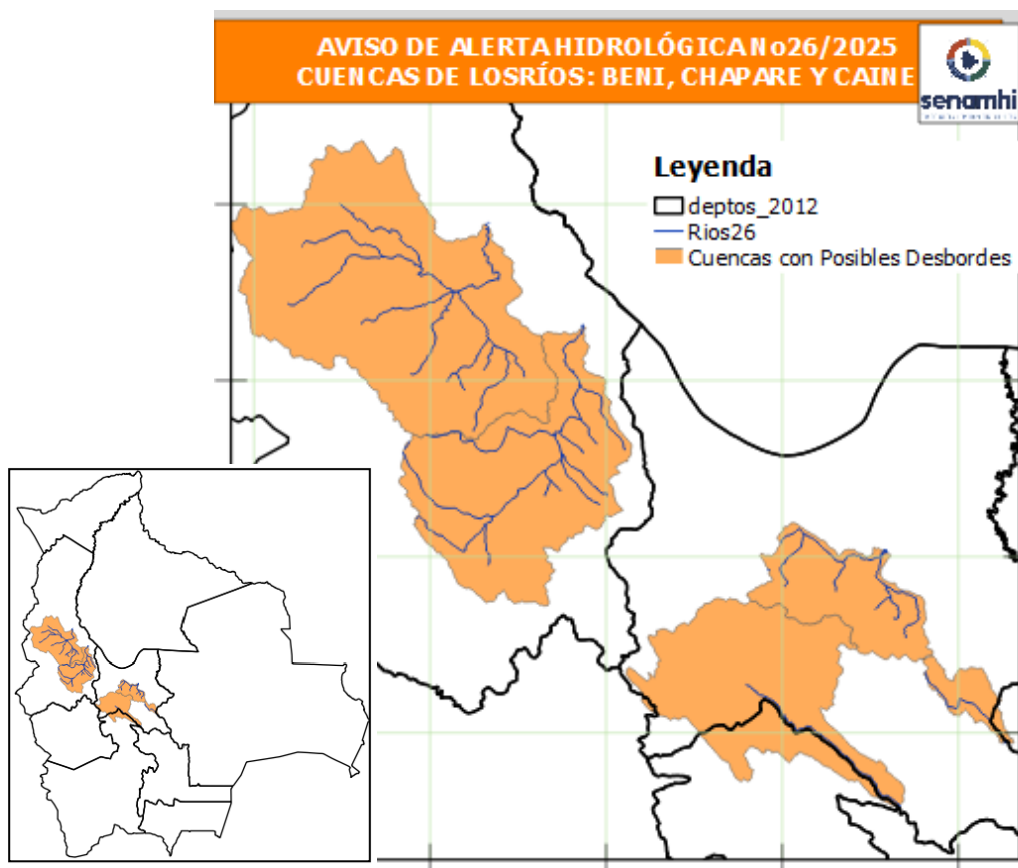 AVISO DE ALERTA HIDROLÓGICA No26/2025
CUENCAS DE LOSRÍOS: BENI, CHAPARE Y CAINE
senamhi
Leyenda
deptos_2012
Rios26
Cuencas con Posibles Desbordes